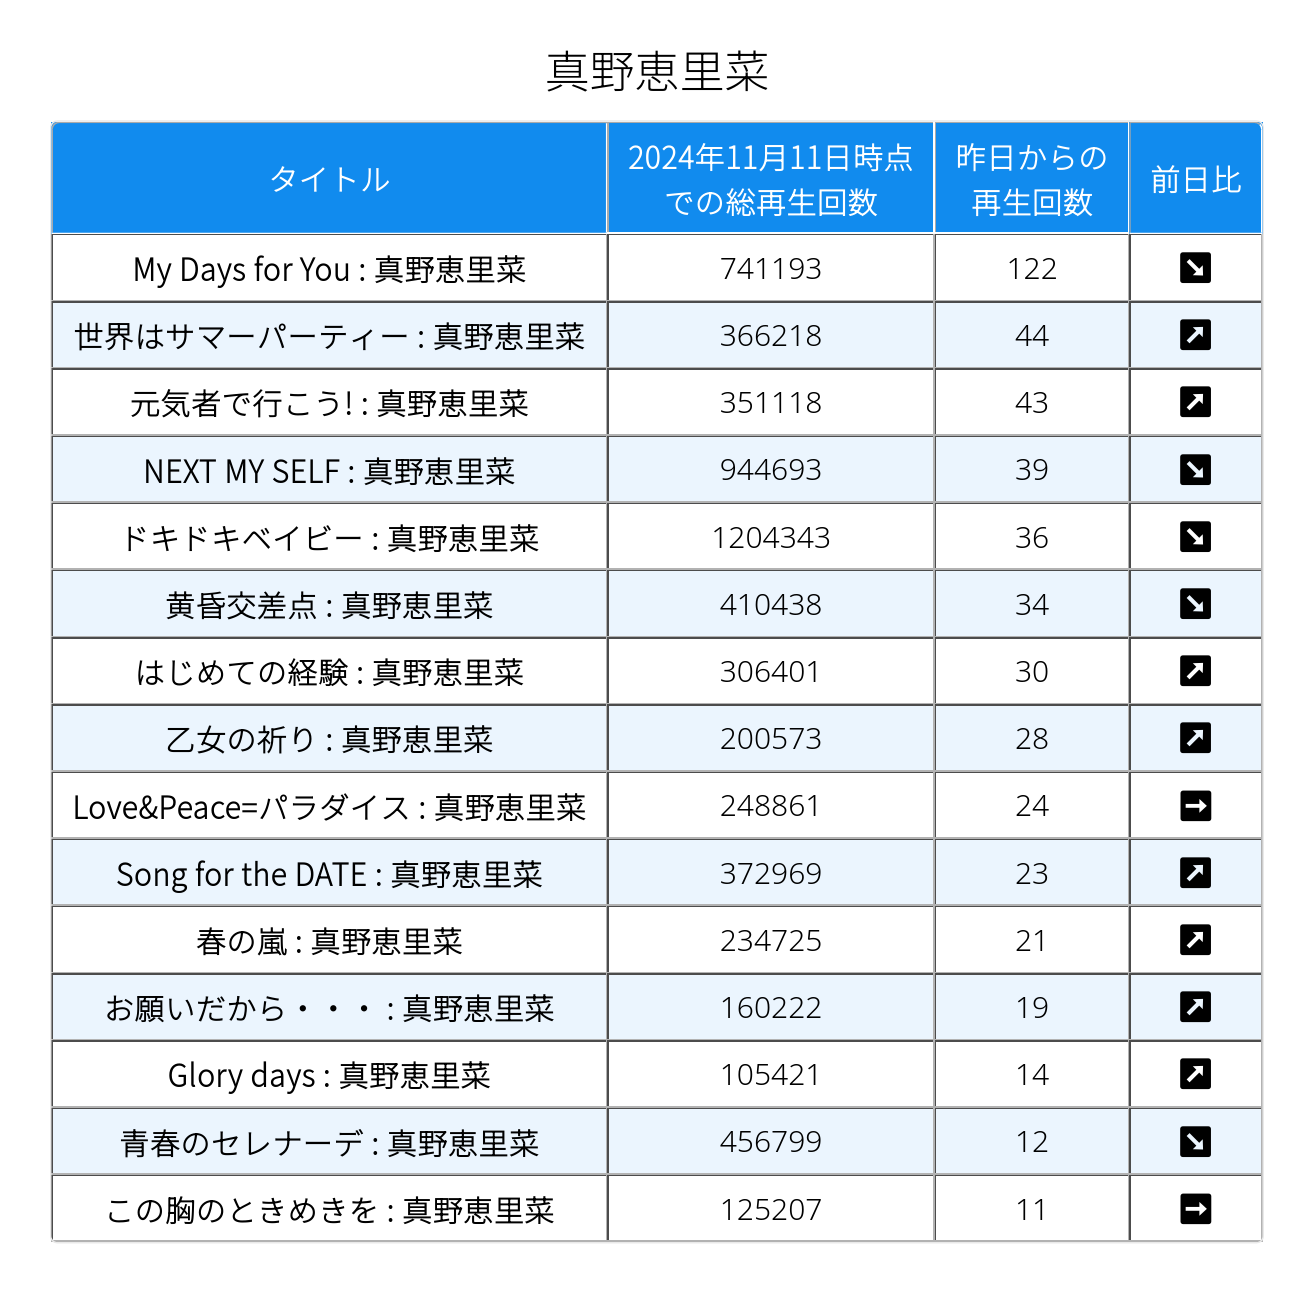 真野恵里菜
タイトル 2024年11月11日時点での総再生回数 昨日からの再生回数 前日比
My Days for You : 真野恵里菜 741193 122 ↘
世界はサマーパーティー : 真野恵里菜 366218 44 ↗
元気者で行こう! : 真野恵里菜 351118 43 ↗
NEXT MY SELF : 真野恵里菜 944693 39 ↘
ドキドキベイビー : 真野恵里菜 1204343 36 ↘
黄昏交差点 : 真野恵里菜 410438 34 ↘
はじめての経験 : 真野恵里菜 306401 30 ↗
乙女の祈り : 真野恵里菜 200573 28 ↗
Love&Peace=パラダイス : 真野恵里菜 248861 24 →
Song for the DATE : 真野恵里菜 372969 23 ↗
春の嵐 : 真野恵里菜 234725 21 ↗
お願いだから・・・ : 真野恵里菜 160222 19 ↗
Glory days : 真野恵里菜 105421 14 ↗
青春のセレナーデ : 真野恵里菜 456799 12 ↘
この胸のときめきを : 真野恵里菜 125207 11 →